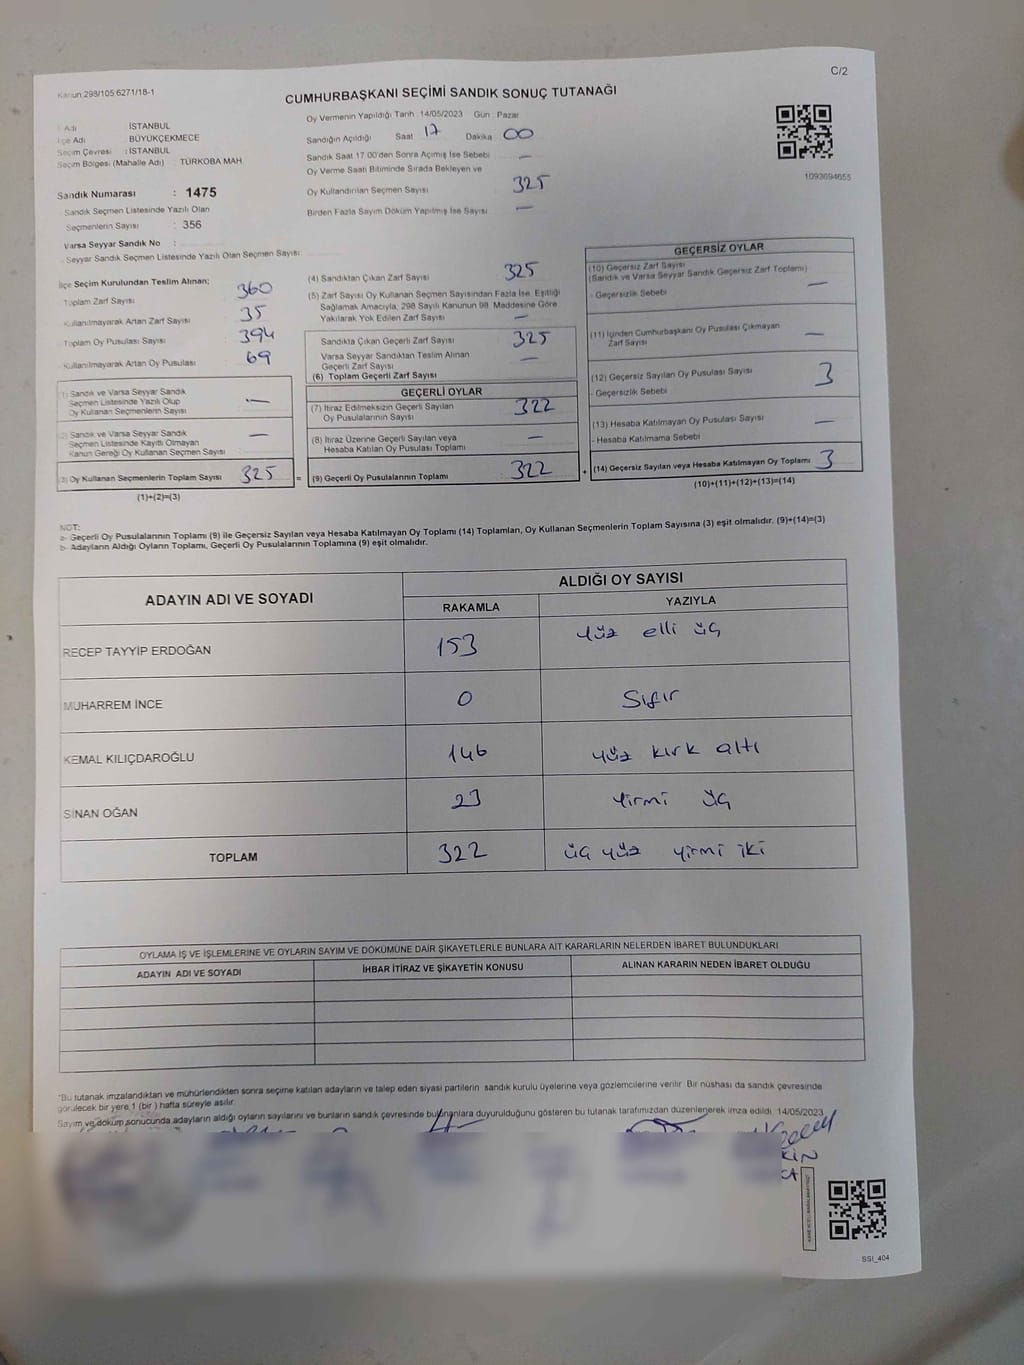 C/2
Kanun:298/105;6271/18-1
CUMHURBAŞKANI SEÇİMİ SANDIK SONUÇ TUTANAĞI
İl Adı İSTANBUL
İlçe Adı BÜYÜKÇEKMECE
Seçim Çevresi : İSTANBUL
Seçim Bölgesi (Mahalle Adı) : TÜRKOBA MAH
Sandık Numarası : 1475
Sandık Seçmen Listesinde Yazılı Olan
Seçmenlerin Sayısı : 356
Varsa Seyyar Sandık No :
Seyyar Sandık Seçmen Listesinde Yazılı Olan Seçmen Sayısı:
Oy Vermenin Yapıldığı Tarih :14/05/2023 Gün : Pazar
Sandığın Açıldığı Saat : 17 Dakika : 00
Sandık Saat 17.00'den Sonra Açılmış İse Sebebi : —
Oy Verme Saati Bitiminde Sırada Bekleyen ve
Oy Kullandırılan Seçmen Sayısı : 325
Birden Fazla Sayım Döküm Yapılmış İse Sayısı : —
1093694655
İlçe Seçim Kurulundan Teslim Alınan;
Toplam Zarf Sayısı : 360
Kullanılmayarak Artan Zarf Sayısı : 35
Toplam Oy Pusulası Sayısı : 394
Kullanılmayarak Artan Oy Pusulası : 69
(1) Sandık ve Varsa Seyyar Sandık
Seçmen Listesinde Yazılı Olup
Oy Kullanan Seçmenlerin Sayısı : —
(2) Sandık ve Varsa Seyyar Sandık
Seçmen Listesinde Kayıtlı Olmayan
Kanun Gereği Oy Kullanan Seçmen Sayısı : —
(3) Oy Kullanan Seçmenlerin Toplam Sayısı : 325 =
(1)+(2)=(3)
(4) Sandıktan Çıkan Zarf Sayısı : 325
(5) Zarf Sayısı Oy Kullanan Seçmen Sayısından Fazla İse, Eşitliği
Sağlamak Amacıyla; 298 Sayılı Kanunun 98. Maddesine Göre
Yakılarak Yok Edilen Zarf Sayısı : —
Sandıkta Çıkan Geçerli Zarf Sayısı : 325
Varsa Seyyar Sandıktan Teslim Alınan
Geçerli Zarf Sayısı : —
(6) Toplam Geçerli Zarf Sayısı
GEÇERLİ OYLAR
(7) İtiraz Edilmeksizin Geçerli Sayılan
Oy Pusulalarının Sayısı : 322
(8) İtiraz Üzerine Geçerli Sayılan veya
Hesaba Katılan Oy Pusulası Toplamı : —
(9) Geçerli Oy Pusulalarının Toplamı : 322 +
GEÇERSİZ OYLAR
(10) Geçersiz Zarf Sayısı
(Sandık ve Varsa Seyyar Sandık Geçersiz Zarf Toplamı)
- Geçersizlik Sebebi : —
(11) İçinden Cumhurbaşkanı Oy Pusulası Çıkmayan
Zarf Sayısı : —
(12) Geçersiz Sayılan Oy Pusulası Sayısı : 3
- Geçersizlik Sebebi
(13) Hesaba Katılmayan Oy Pusulası Sayısı : —
- Hesaba Katılmama Sebebi
(14) Geçersiz Sayılan veya Hesaba Katılmayan Oy Toplamı : 3
(10)+(11)+(12)+(13)=(14)
NOT:
a- Geçerli Oy Pusulalarının Toplamı (9) ile Geçersiz Sayılan veya Hesaba Katılmayan Oy Toplamı (14) Toplamları, Oy Kullanan Seçmenlerin Toplam Sayısına (3) eşit olmalıdır. (9)+(14)=(3)
b- Adayların Aldığı Oyların Toplamı, Geçerli Oy Pusulalarının Toplamına (9) eşit olmalıdır.
ADAYIN ADI VE SOYADI ALDIĞI OY SAYISI
RAKAMLA YAZIYLA
RECEP TAYYİP ERDOĞAN 153 Yüz elli üç
MUHARREM İNCE 0 Sıfır
KEMAL KILIÇDAROĞLU 146 yüz kırk altı
SİNAN OĞAN 23 Yirmi üç
TOPLAM 322 üç yüz yirmi iki
OYLAMA İŞ VE İŞLEMLERİNE VE OYLARIN SAYIM VE DÖKÜMÜNE DAİR ŞİKAYETLERLE BUNLARA AİT KARARLARIN NELERDEN İBARET BULUNDUKLARI
ADAYIN ADI VE SOYADI İHBAR İTİRAZ VE ŞİKAYETİN KONUSU ALINAN KARARIN NEDEN İBARET OLDUĞU
*Bu tutanak imzalandıktan ve mühürlendikten sonra seçime katılan adayların ve talep eden siyasi partilerin sandık kurulu üyelerine veya gözlemcilerine verilir. Bir nüshası da sandık çevresinde
görülecek bir yere 1 (bir) hafta süreyle asılır.
Sayım ve döküm sonucunda adayların aldığı oyların sayılarını ve bunların sandık çevresinde bulunanlara duyurulduğunu gösteren bu tutanak tarafımızdan düzenlenerek imza edildi. 14/05/2023
SSI_404